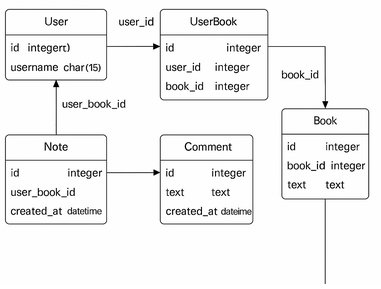 User
id integer()
username char(15)
user_id
UserBook
id integer
user_id integer
book_id integer
book_id
user_book_id
Note
id integer
user_book_id
created_at datetime
Comment
id integer
text text
created_at dateime
Book
id integer
book_id integer
text text